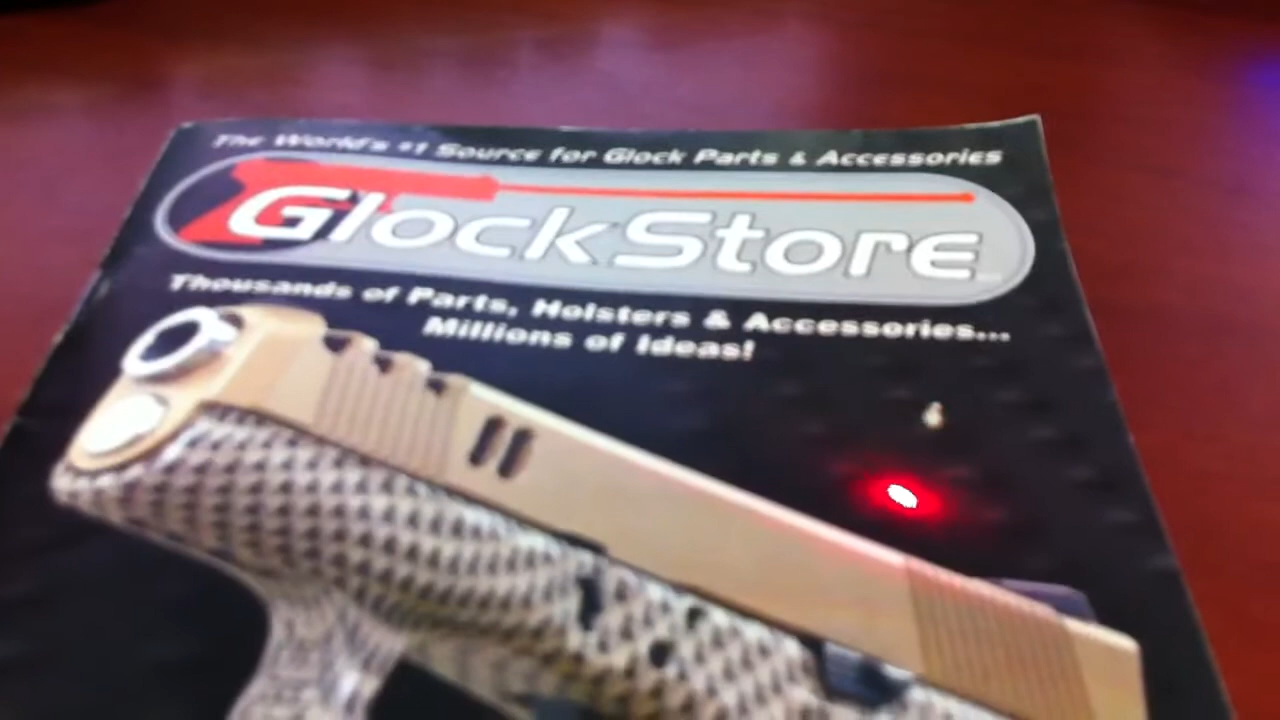 The World's #1 Source for Glock Parts & Accessories
GlockStore
Thousands of Parts, Holsters & Accessories...
Millions of Ideas!